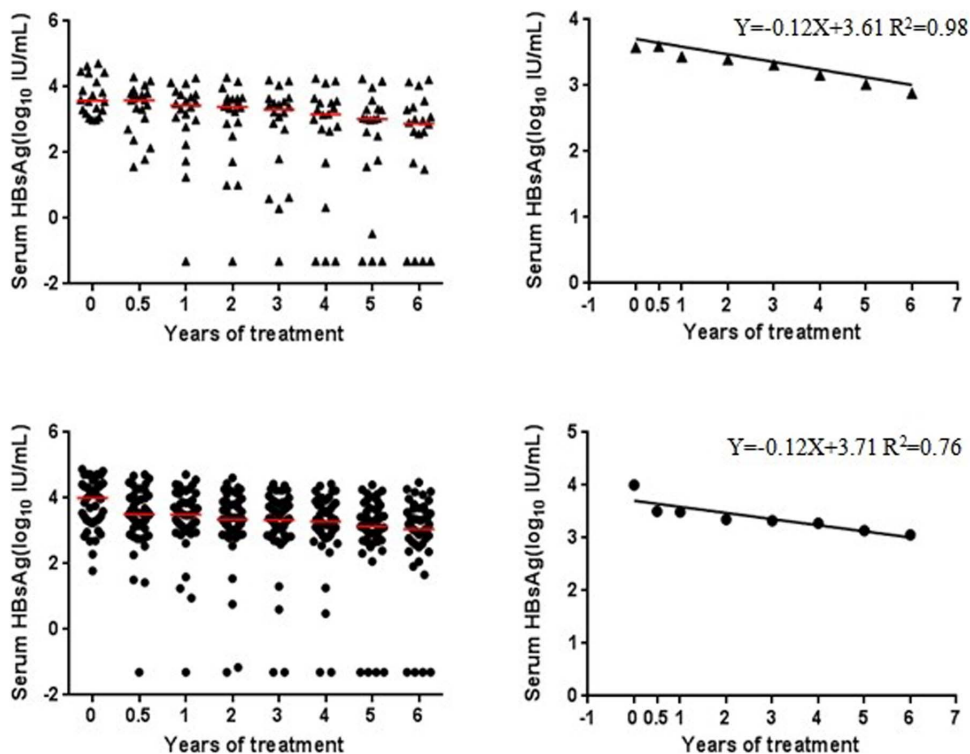 Serum HBsAg(log10 IU/mL)
6
4
2
0
-2
0 0.5 1 2 3 4 5 6
Years of treatment
Y=-0.12X+3.61 R²=0.98
Serum HBsAg(log10 IU/mL)
4
3
2
1
0
-1 0 0.5 1 2 3 4 5 6 7
Years of treatment
Serum HBsAg(log10 IU/mL)
6
4
2
0
-2
0 0.5 1 2 3 4 5 6
Years of treatment
Y=-0.12X+3.71 R²=0.76
Serum HBsAg(log10 IU/mL)
5
4
3
2
1
0
-1 0 0.5 1 2 3 4 5 6 7
Years of treatment